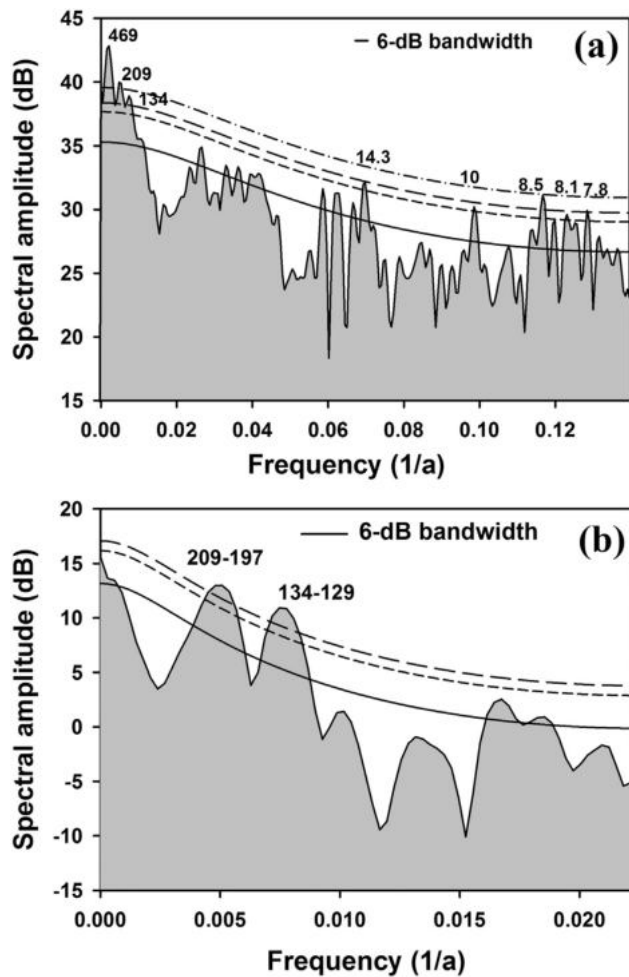 45
40
35
30
25
20
15
Spectral amplitude (dB)
469
209
134
6-dB bandwidth
(a)
14.3
10
8.5
8.1
7.8
0.00 0.02 0.04 0.06 0.08 0.10 0.12
Frequency (1/a)
20
15
10
5
0
-5
-10
-15
Spectral amplitude (dB)
6-dB bandwidth
(b)
209-197
134-129
0.000 0.005 0.010 0.015 0.020
Frequency (1/a)